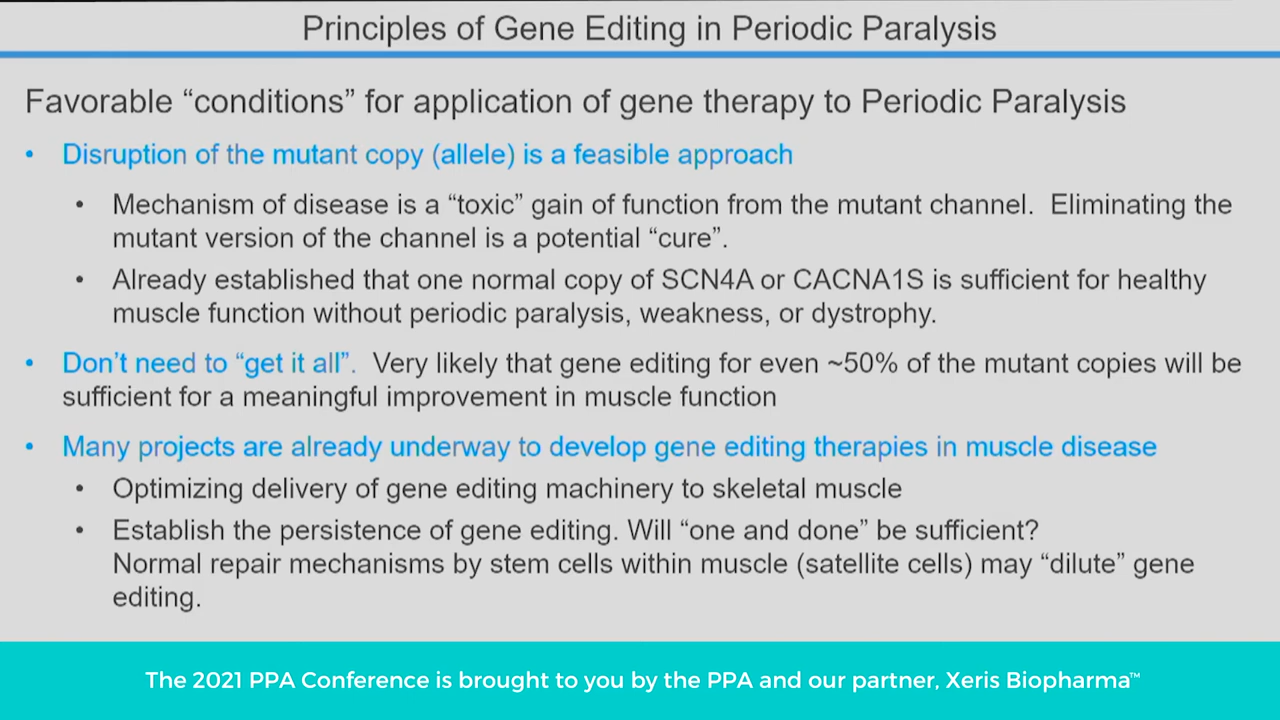 Principles of Gene Editing in Periodic Paralysis
Favorable “conditions” for application of gene therapy to Periodic Paralysis
• Disruption of the mutant copy (allele) is a feasible approach
• Mechanism of disease is a “toxic” gain of function from the mutant channel.  Eliminating the
mutant version of the channel is a potential “cure”.
• Already established that one normal copy of SCN4A or CACNA1S is sufficient for healthy
muscle function without periodic paralysis, weakness, or dystrophy.
• Don’t need to “get it all”.  Very likely that gene editing for even ~50% of the mutant copies will be
sufficient for a meaningful improvement in muscle function
• Many projects are already underway to develop gene editing therapies in muscle disease
• Optimizing delivery of gene editing machinery to skeletal muscle
• Establish the persistence of gene editing. Will “one and done” be sufficient?
Normal repair mechanisms by stem cells within muscle (satellite cells) may “dilute” gene
editing.
The 2021 PPA Conference is brought to you by the PPA and our partner, Xeris Biopharma™